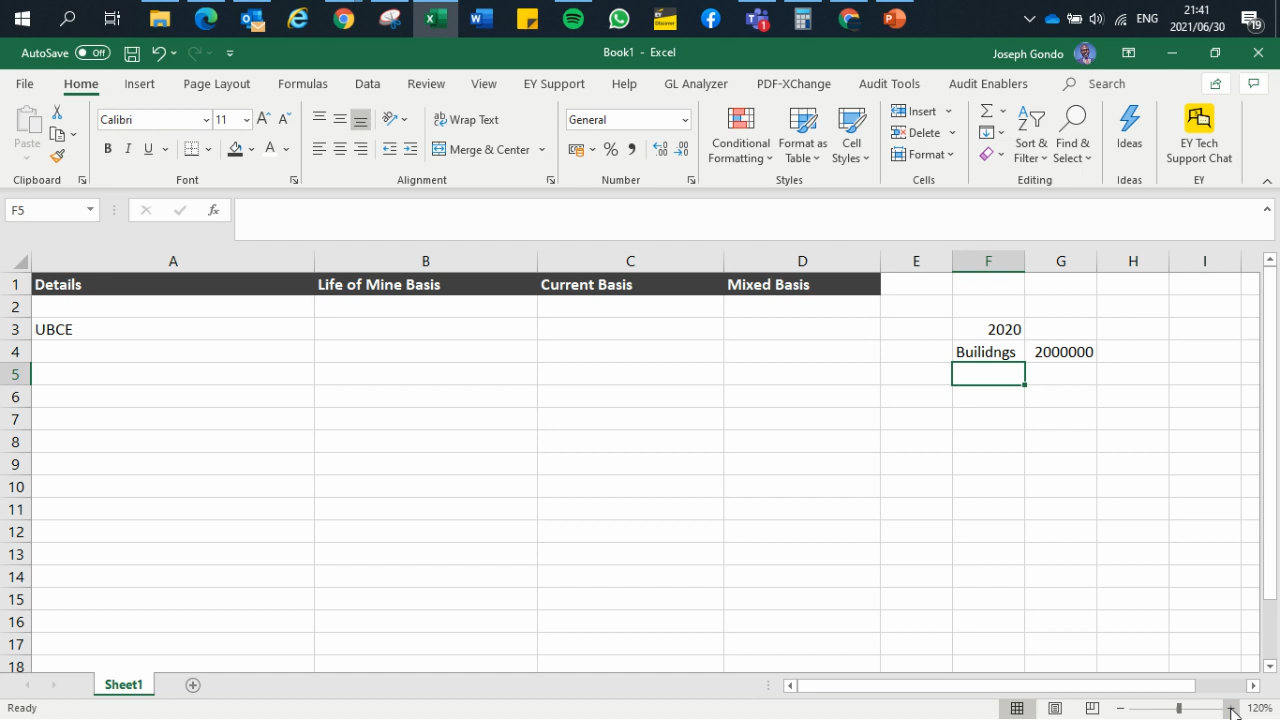 ENG
21:41
2021/06/30
19
AutoSave Off
Book1 - Excel
Joseph Gondo
File Home Insert Page Layout Formulas Data Review View EY Support Help GL Analyzer PDF-XChange Audit Tools Audit Enablers Search
Paste
Clipboard
Calibri 11
B I U
Font
Wrap Text
Merge & Center
Alignment
General
Number
Conditional Formatting
Format as Table
Cell Styles
Styles
Insert
Delete
Format
Cells
Sort & Filter
Find & Select
Editing
Ideas
Ideas
EY Tech Support Chat
EY
F5
fx
A B C D E F G H I
1 Details Life of Mine Basis Current Basis Mixed Basis
2
3 UBCE 2020
4 Builidngs 2000000
5
6
7
8
9
10
11
12
13
14
15
16
17
18
Sheet1
Ready
120%